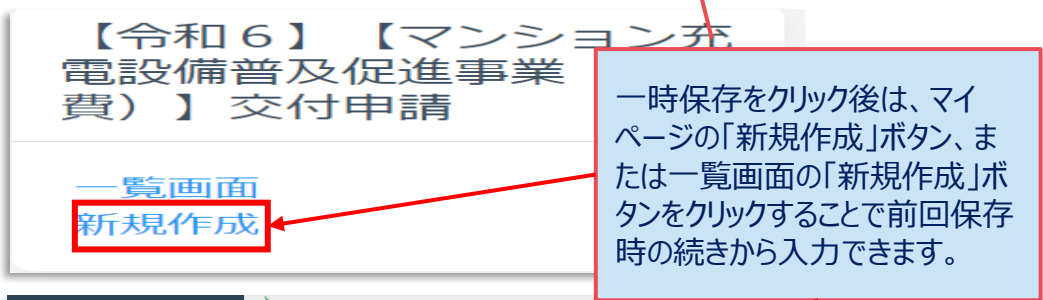 【令和６】【マンション充
電設備普及促進事業
費）】交付申請
一覧画面
新規作成
一時保存をクリック後は、マイ
ページの「新規作成」ボタン、ま
たは一覧画面の「新規作成」ボ
タンをクリックすることで前回保存
時の続きから入力できます。